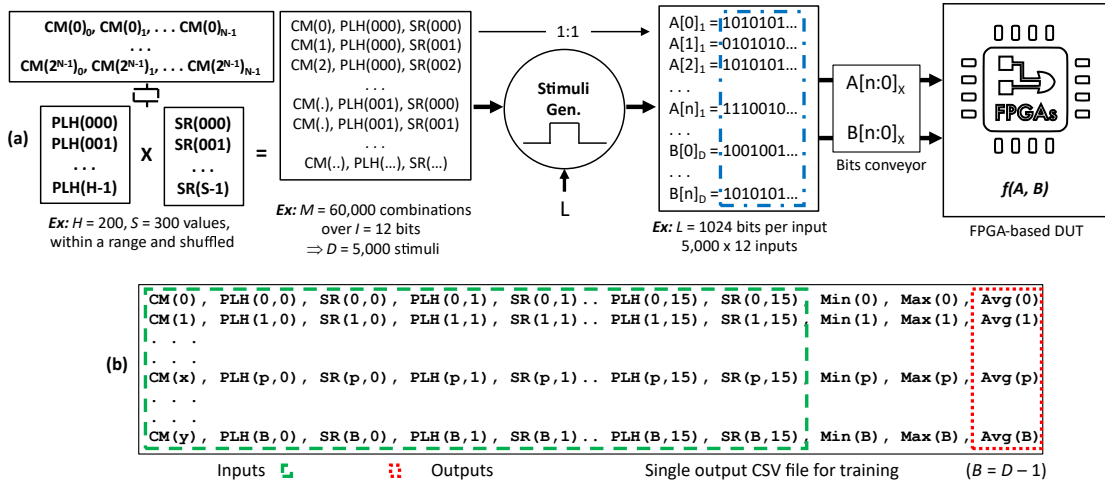 CM(0)0, CM(0)1, . . . CM(0)N-1
. . .
CM(2N-1)0, CM(2N-1)1, . . . CM(2N-1)N-1
(a)
PLH(000)
PLH(001)
...
PLH(H-1)
X
SR(000)
SR(001)
...
SR(S-1)
=
Ex: H = 200, S = 300 values,
within a range and shuffled
CM(0), PLH(000), SR(000)
CM(1), PLH(000), SR(001)
CM(2), PLH(000), SR(002)
. . .
CM(.), PLH(001), SR(000)
CM(.), PLH(001), SR(001)
. . .
CM(..), PLH(...), SR(...)
Ex: M = 60,000 combinations
over I = 12 bits
⇒ D = 5,000 stimuli
1:1
Stimuli
Gen.
L
A[0]1 = 1010101...
A[1]1 = 0101010...
A[2]1 = 1010101...
...
A[n]1 = 1110010...
. . .
B[0]D = 1001001...
...
B[n]D = 1010101...
Ex: L = 1024 bits per input
5,000 x 12 inputs
A[n:0]X
B[n:0]X
Bits conveyor
FPGAs
f(A, B)
FPGA-based DUT
(b)
CM(0), PLH(0,0), SR(0,0), PLH(0,1), SR(0,1).. PLH(0,15), SR(0,15), Min(0), Max(0), Avg(0)
CM(1), PLH(1,0), SR(1,0), PLH(1,1), SR(1,1).. PLH(1,15), SR(1,15), Min(1), Max(1), Avg(1)
. . .
. . .
CM(x), PLH(p,0), SR(p,0), PLH(p,1), SR(p,1).. PLH(p,15), SR(p,15), Min(p), Max(p), Avg(p)
. . .
. . .
CM(y), PLH(B,0), SR(B,0), PLH(B,1), SR(B,1).. PLH(B,15), SR(B,15), Min(B), Max(B), Avg(B)
Inputs Outputs Single output CSV file for training (B = D – 1)